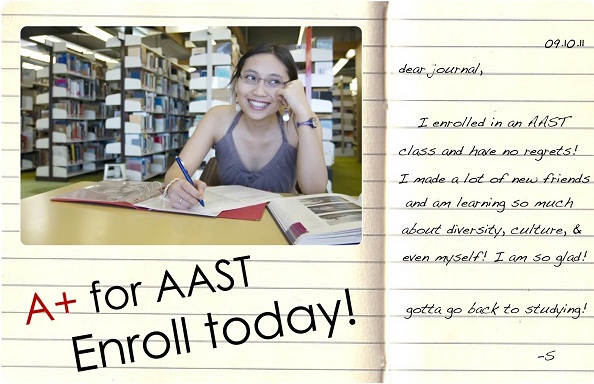 A+ for AAST
Enroll today!
09.10.11
dear journal,
I enrolled in an AAST
class and have no regrets!
I made a lot of new friends
and am learning so much
about diversity, culture, &
even myself! I am so glad!
gotta go back to studying!
-S